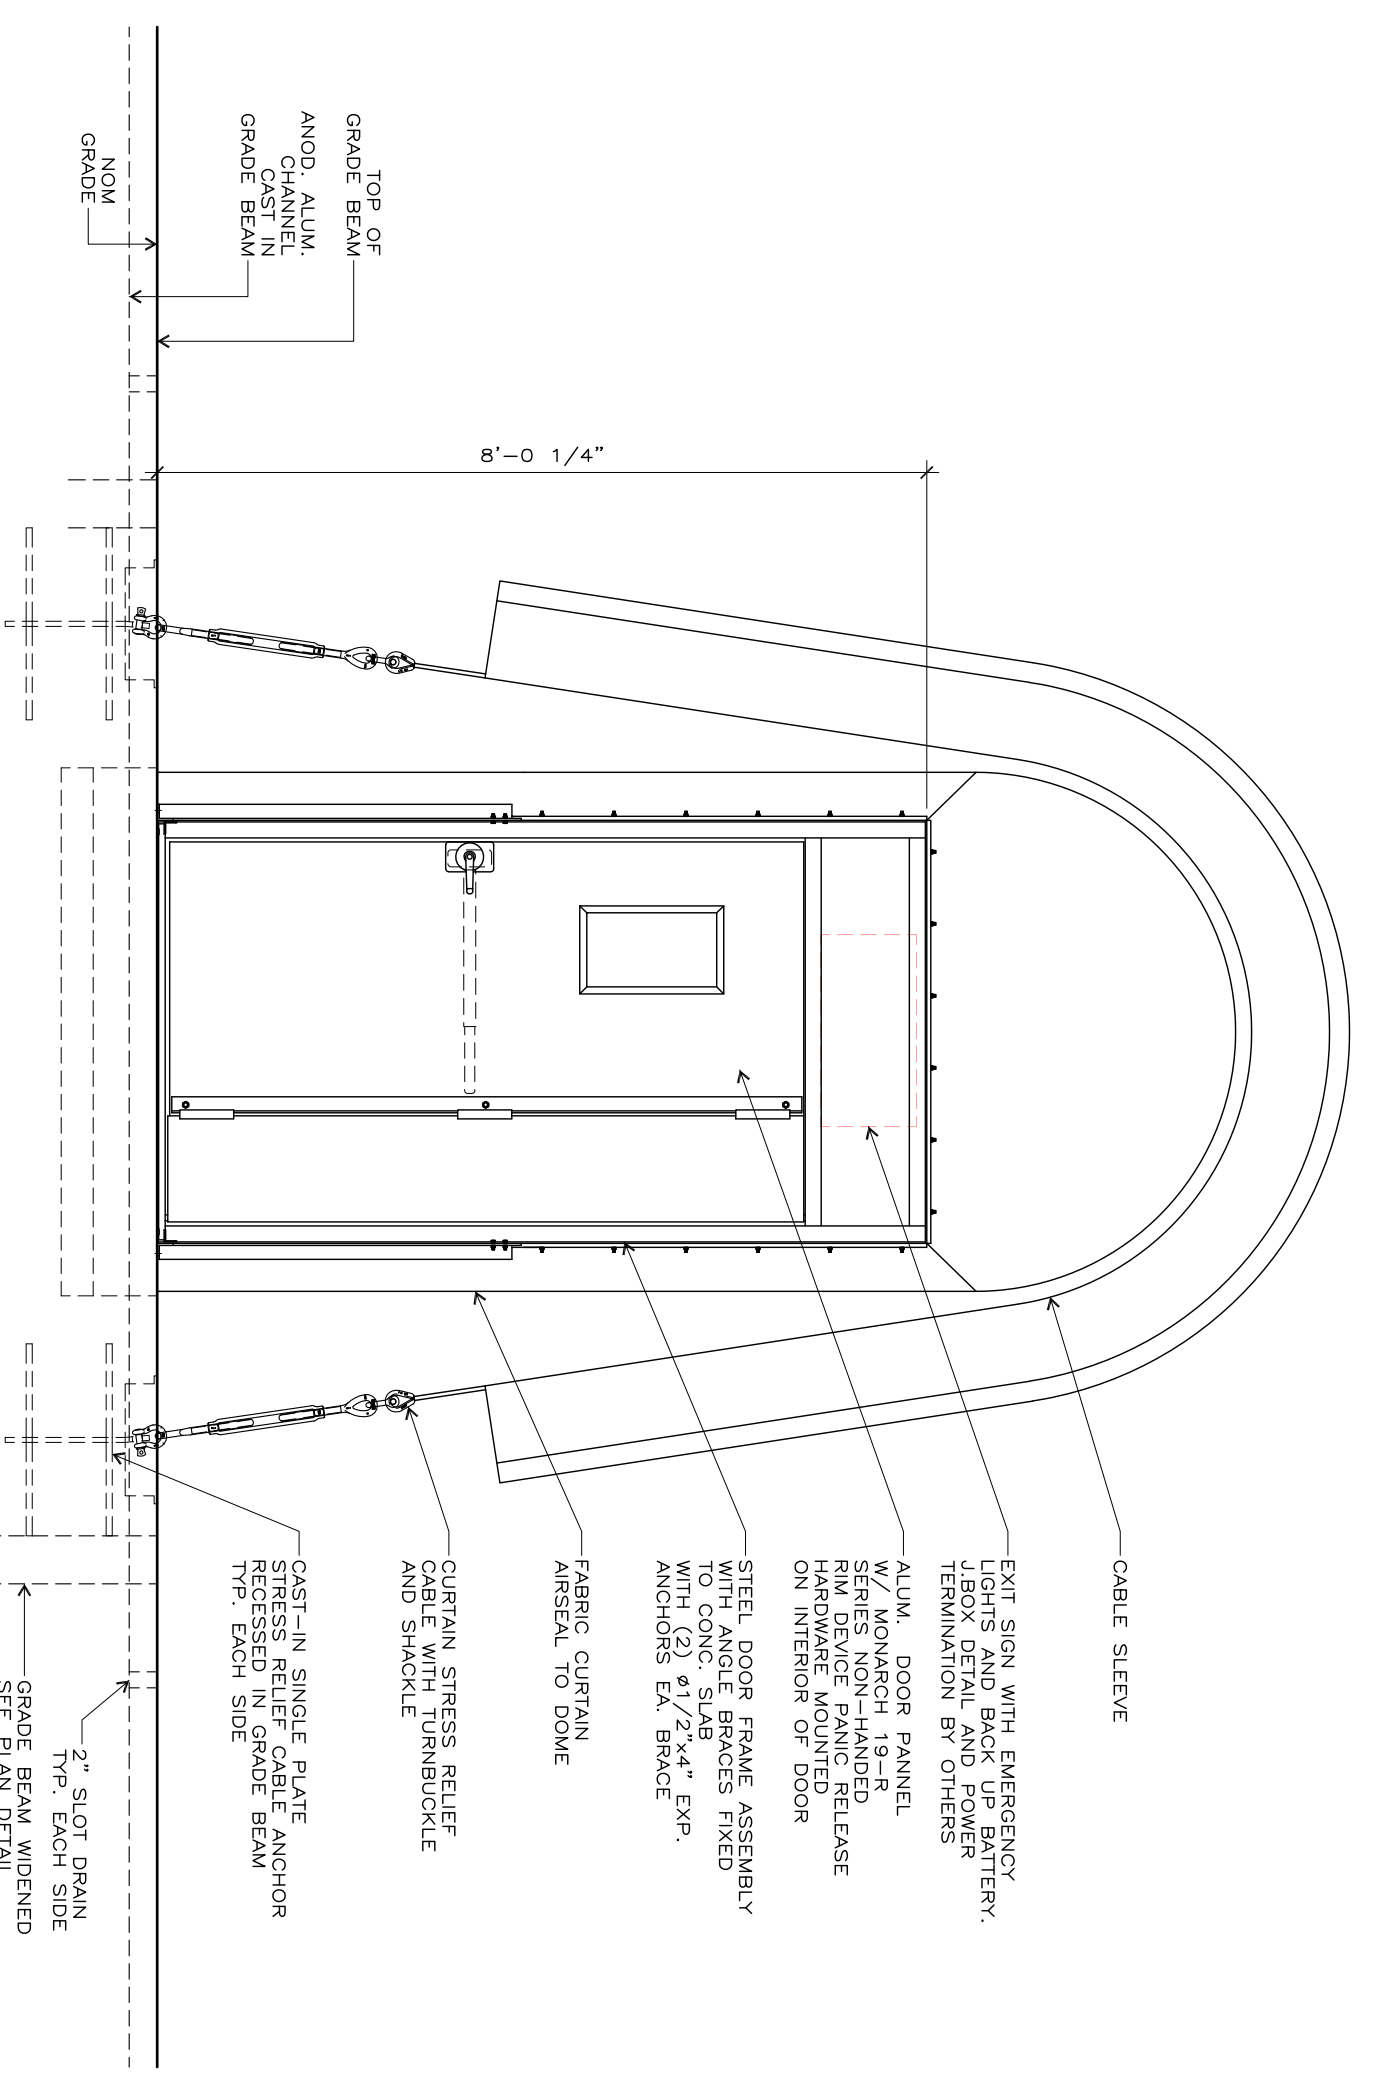 CABLE SLEEVE
EXIT SIGN WITH EMERGENCY
LIGHTS AND BACK UP BATTERY.
J.BOX DETAIL AND POWER
TERMINATION BY OTHERS
ALUM. DOOR PANNEL
W/ MONARCH 19-R
SERIES NON-HANDED
RIM DEVICE PANIC RELEASE
HARDWARE MOUNTED
ON INTERIOR OF DOOR
STEEL DOOR FRAME ASSEMBLY
WITH ANGLE BRACES FIXED
TO CONC. SLAB
WITH (2) ø1/2"x4" EXP.
ANCHORS EA. BRACE
8'-0 1/4"
FABRIC CURTAIN
AIRSEAL TO DOME
CURTAIN STRESS RELIEF
CABLE WITH TURNBUCKLE
AND SHACKLE
TOP OF
GRADE BEAM
ANOD. ALUM.
CHANNEL
CAST IN
GRADE BEAM
NOM
GRADE
CAST-IN SINGLE PLATE
STRESS RELIEF CABLE ANCHOR
RECESSED IN GRADE BEAM
TYP. EACH SIDE
2" SLOT DRAIN
TYP. EACH SIDE
GRADE BEAM WIDENED
SEE PLAN DETAIL